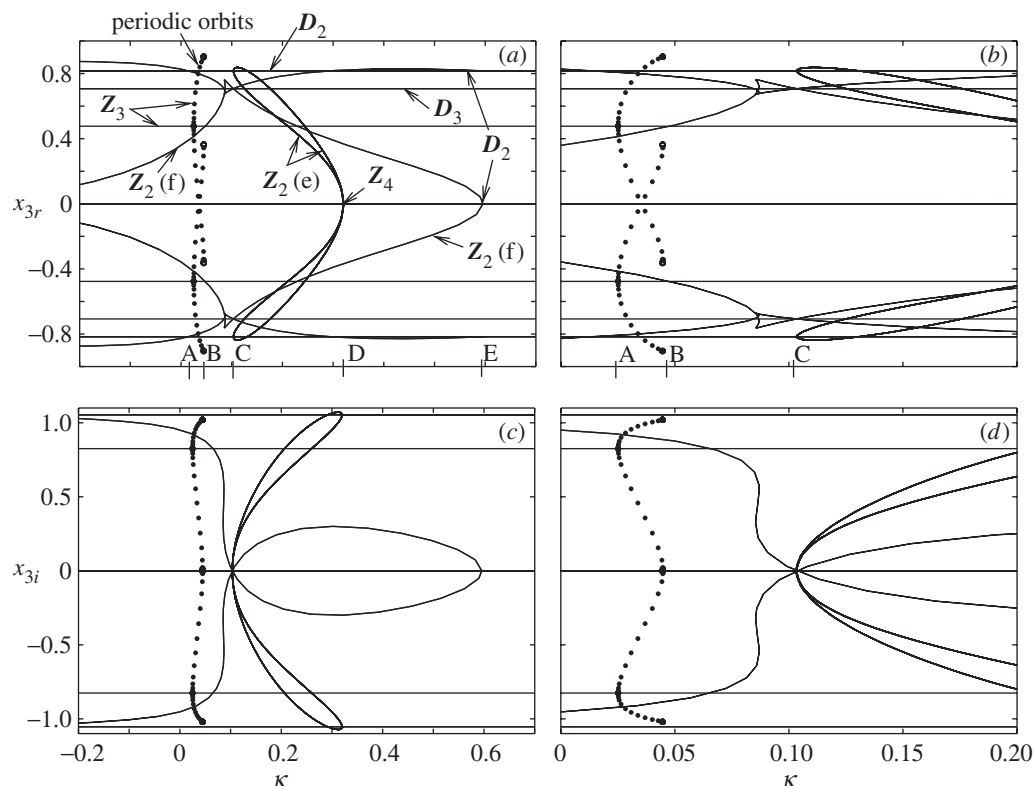 periodic orbits
D₂
(a)
(b)
0.8
Z₃
D₃
D₂
0.4
Z₂ (f)
Z₂ (e)
Z₄
x₃ᵣ
0
Z₂ (f)
−0.4
−0.8
A
B
C
D
E
A
B
C
1.0
(c)
(d)
0.5
x₃ᵢ
0
−0.5
−1.0
−0.2
0
0.2
0.4
0.6
0
0.05
0.10
0.15
0.20
κ
κ